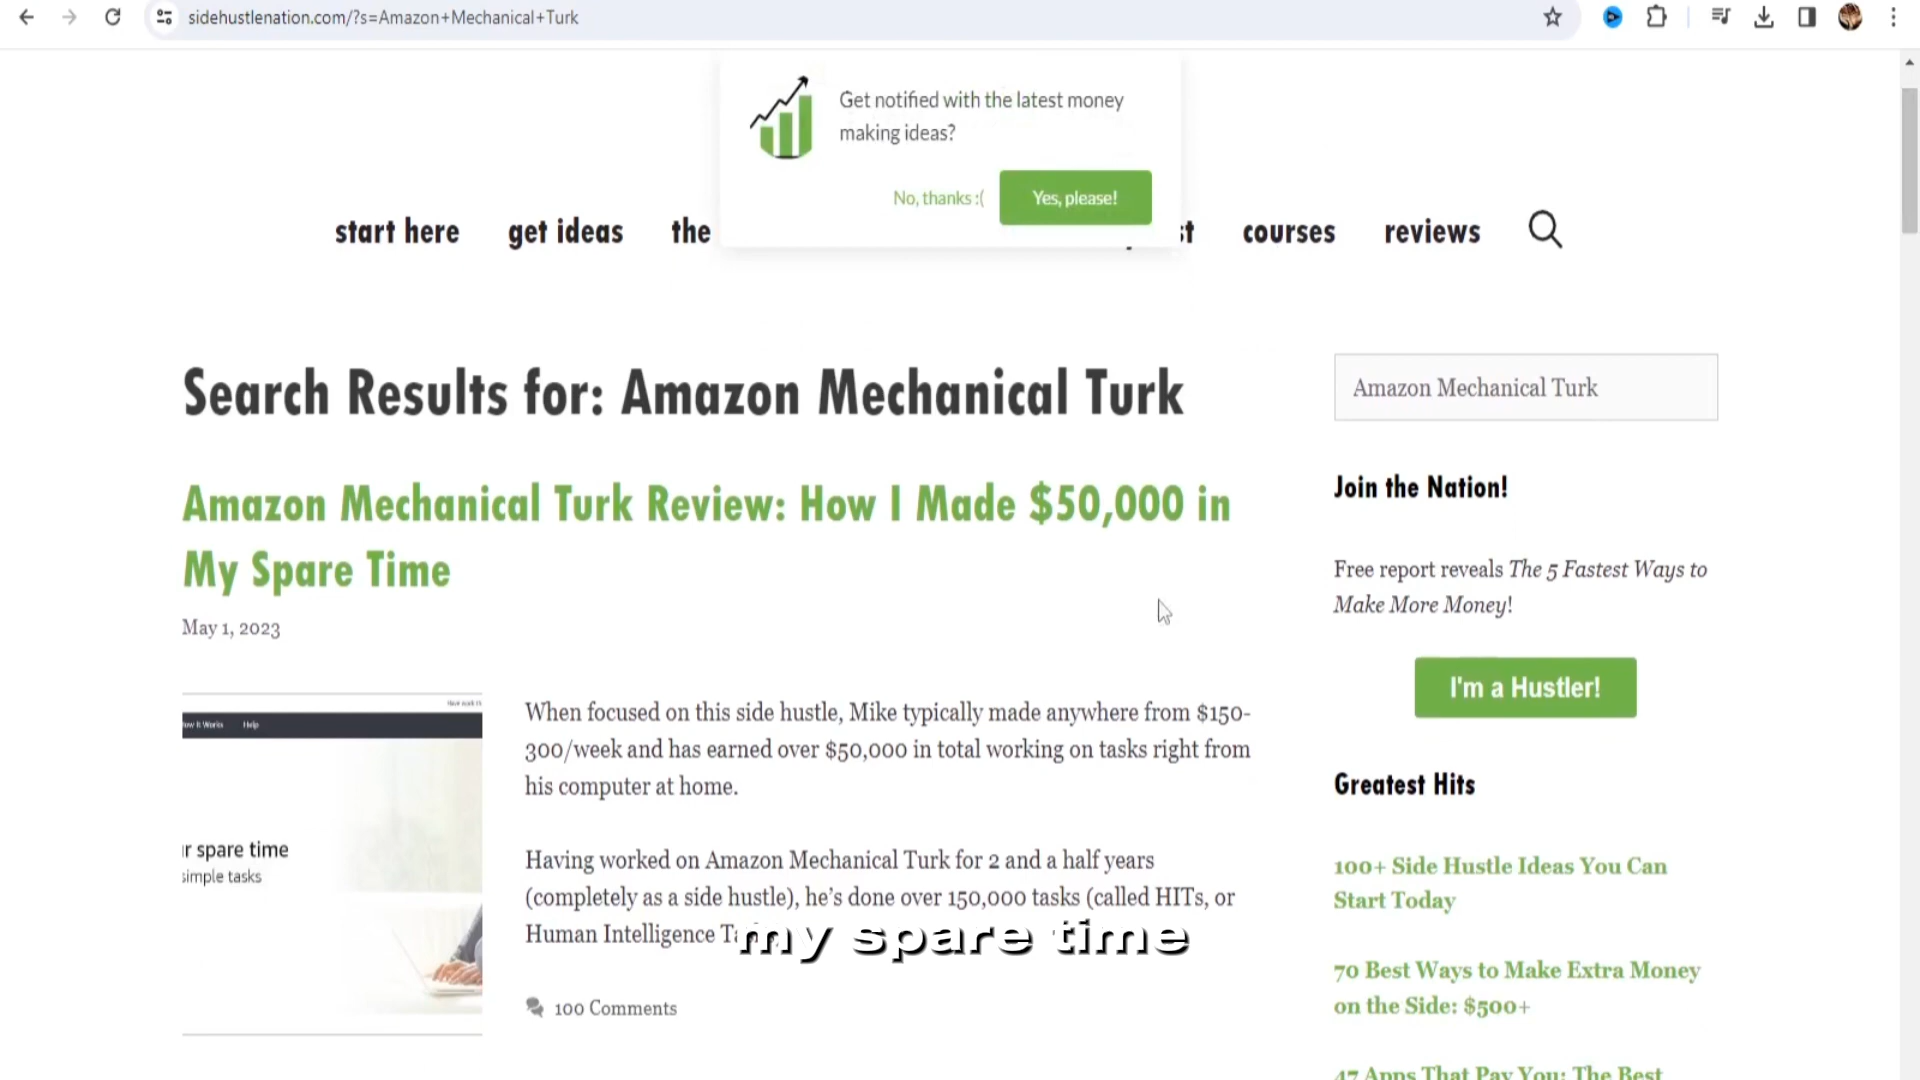 sidehustlenation.com/?s=Amazon+Mechanical+Turk
Get notified with the latest money
making ideas?
No, thanks :( Yes, please!
start here get ideas the courses reviews
Search Results for: Amazon Mechanical Turk
Amazon Mechanical Turk Review: How I Made $50,000 in
My Spare Time
May 1, 2023
How It Works Help
r spare time
simple tasks
When focused on this side hustle, Mike typically made anywhere from $150-
300/week and has earned over $50,000 in total working on tasks right from
his computer at home.
Having worked on Amazon Mechanical Turk for 2 and a half years
(completely as a side hustle), he's done over 150,000 tasks (called HITs, or
Human Intelligence
my spare time
100 Comments
Amazon Mechanical Turk
Join the Nation!
Free report reveals The 5 Fastest Ways to
Make More Money!
I'm a Hustler!
Greatest Hits
100+ Side Hustle Ideas You Can
Start Today
70 Best Ways to Make Extra Money
on the Side: $500+
47 Apps That Pay You: The Best